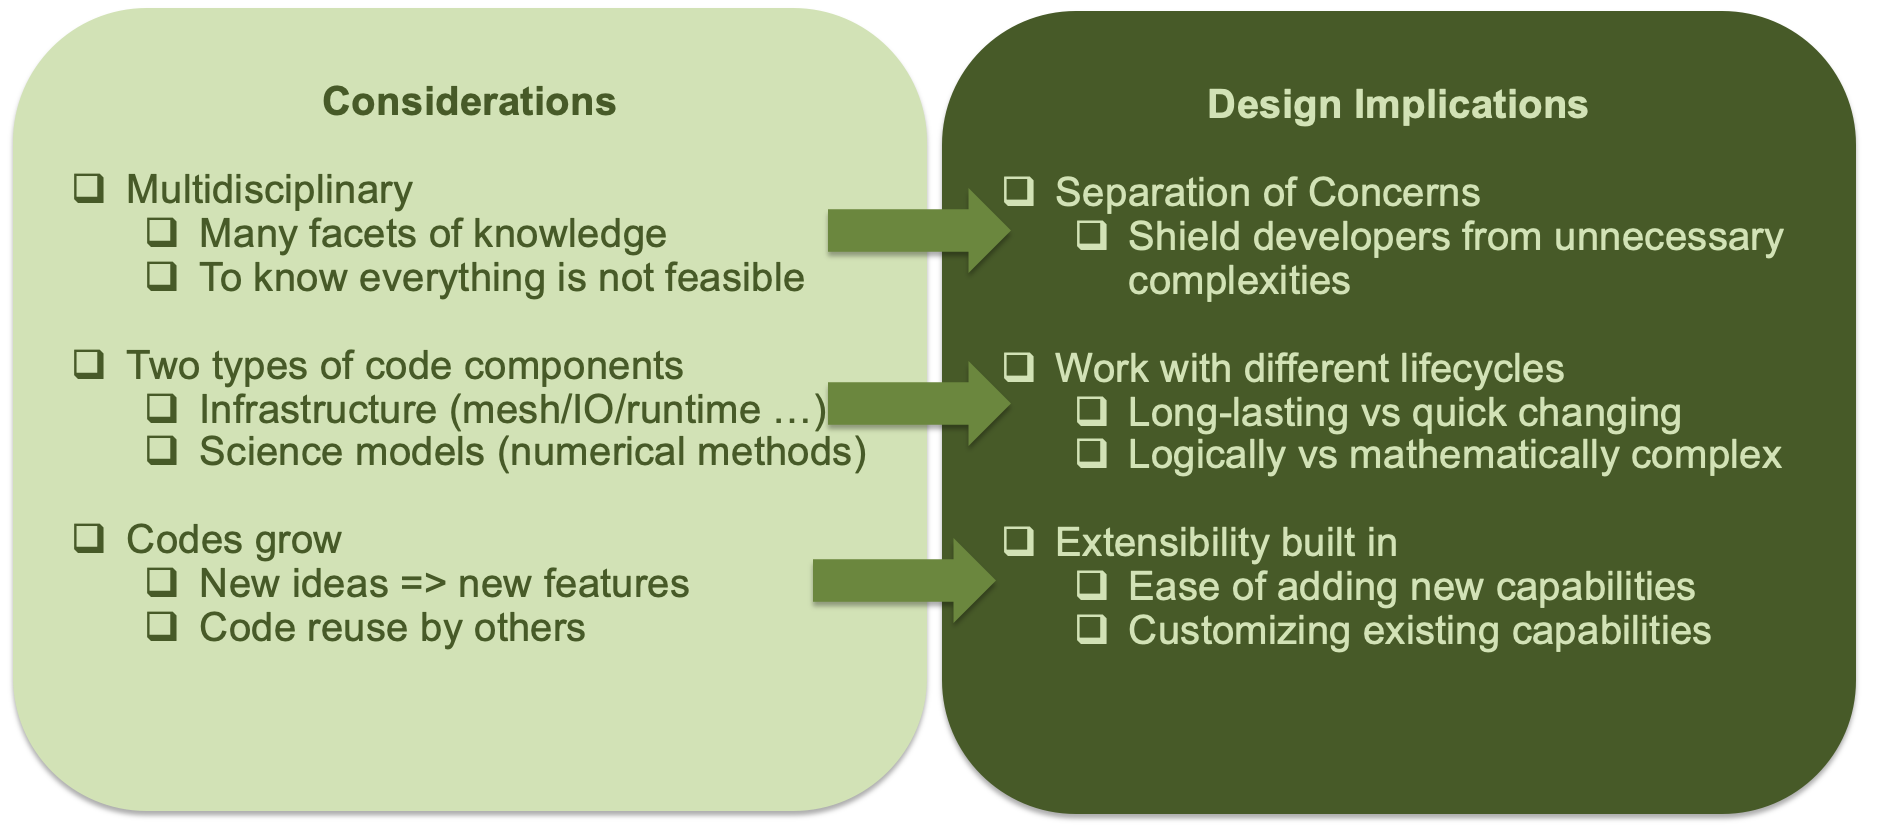 Considerations
Multidisciplinary
Many facets of knowledge
To know everything is not feasible
Two types of code components
Infrastructure (mesh/IO/runtime …)
Science models (numerical methods)
Codes grow
New ideas => new features
Code reuse by others
Design Implications
Separation of Concerns
Shield developers from unnecessary
complexities
Work with different lifecycles
Long-lasting vs quick changing
Logically vs mathematically complex
Extensibility built in
Ease of adding new capabilities
Customizing existing capabilities